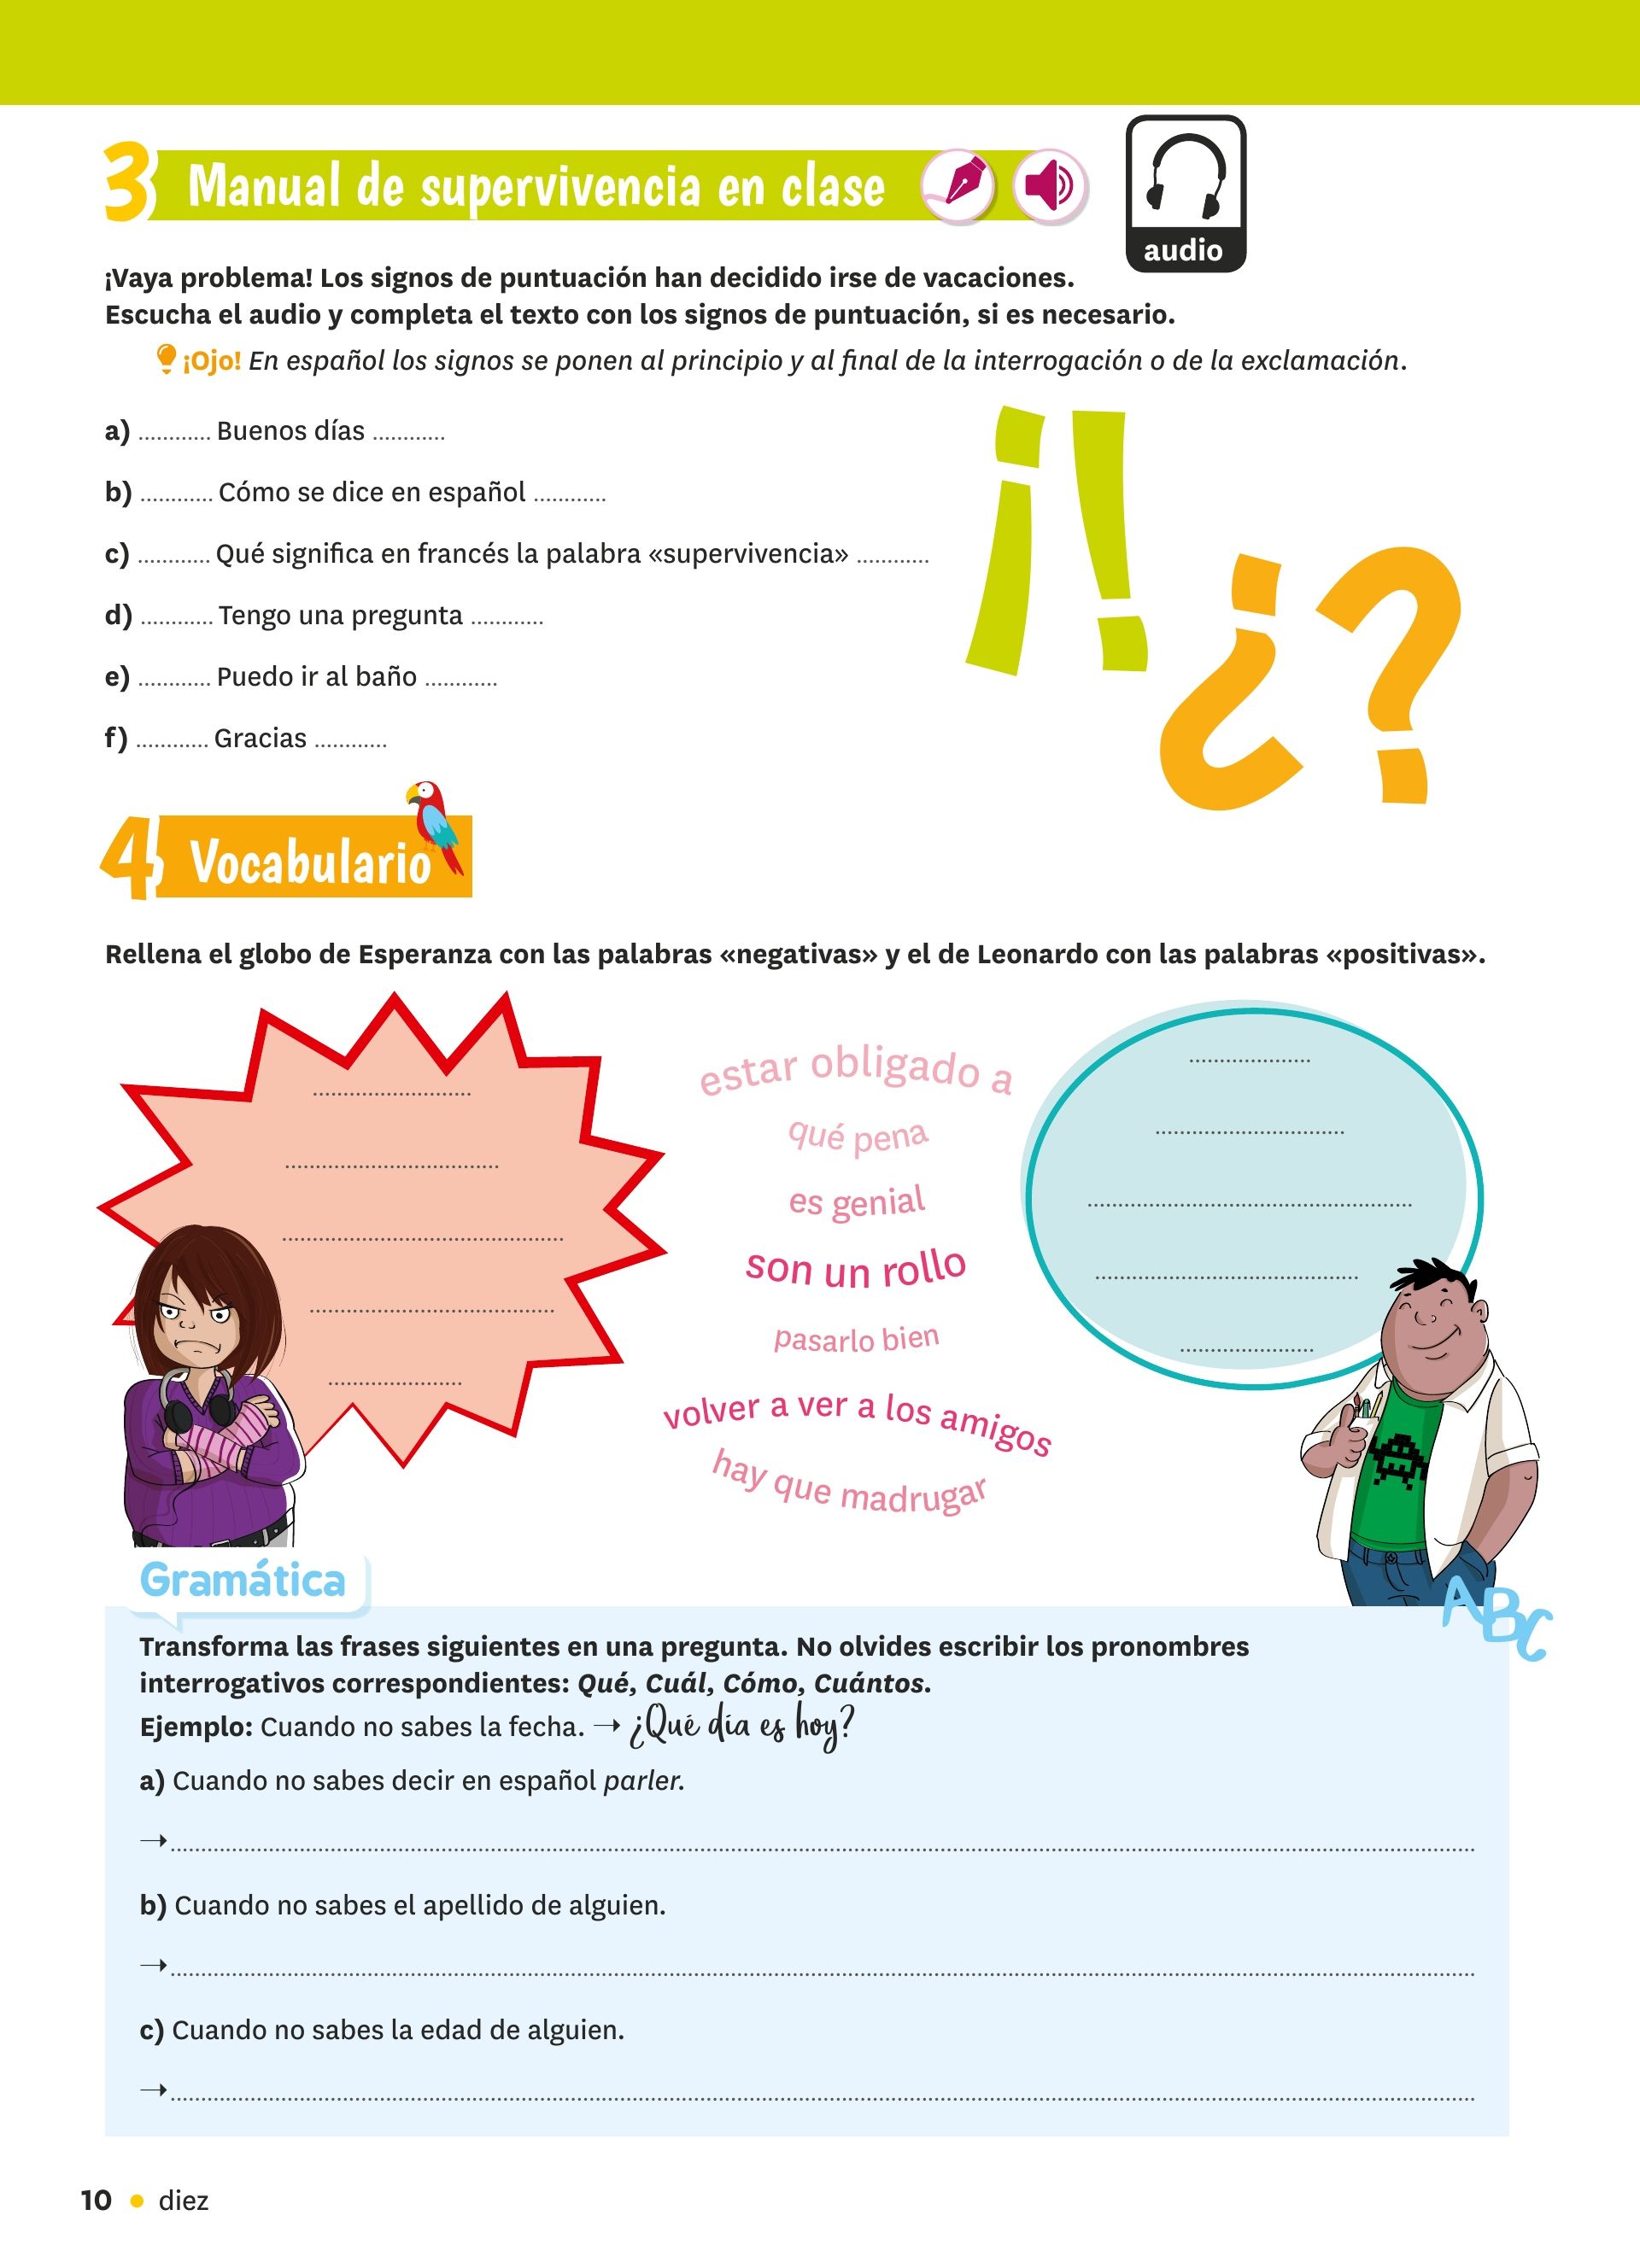 3 Manual de supervivencia en clase
audio
¡Vaya problema! Los signos de puntuación han decidido irse de vacaciones.
Escucha el audio y completa el texto con los signos de puntuación, si es necesario.
¡Ojo! En español los signos se ponen al principio y al final de la interrogación o de la exclamación.
a) ............ Buenos días ............
b) ............ Cómo se dice en español ............
c) ............ Qué significa en francés la palabra «supervivencia» ............
d) ............ Tengo una pregunta ............
e) ............ Puedo ir al baño ............
f) ............ Gracias ............
¡!
¿?
4 Vocabulario
Rellena el globo de Esperanza con las palabras «negativas» y el de Leonardo con las palabras «positivas».
estar obligado a
qué pena
es genial
son un rollo
pasarlo bien
volver a ver a los amigos
hay que madrugar
Gramática
ABC
Transforma las frases siguientes en una pregunta. No olvides escribir los pronombres
interrogativos correspondientes: Qué, Cuál, Cómo, Cuántos.
Ejemplo: Cuando no sabes la fecha. → ¿Qué día es hoy?
a) Cuando no sabes decir en español parler.
→
b) Cuando no sabes el apellido de alguien.
→
c) Cuando no sabes la edad de alguien.
→
10 • diez